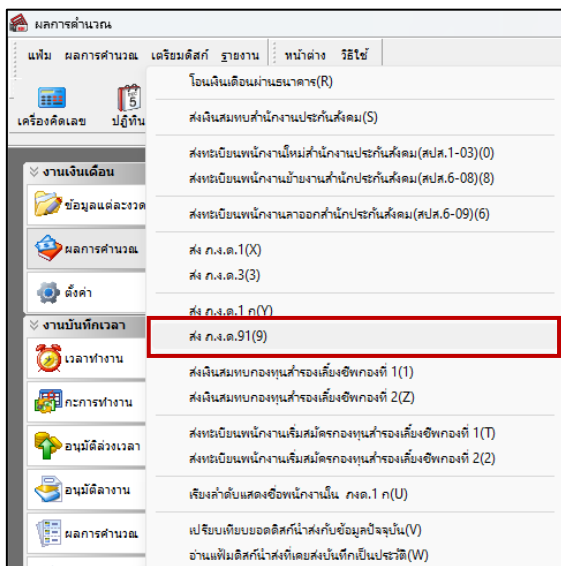 ผลการคำนวณ
แฟ้ม ผลการคำนวณ เตรียมดิสก์ รายงาน หน้าต่าง วิธีใช้
เครื่องคิดเลข ปฏิทิน
5
โอนเงินเดือนผ่านธนาคาร(R)
ส่งเงินสมทบสำนักงานประกันสังคม(S)
ส่งทะเบียนพนักงานใหม่สำนักงานประกันสังคม(สปส.1-03)(0)
ส่งทะเบียนพนักงานย้ายงานสำนักประกันสังคม(สปส.6-08)(8)
ส่งทะเบียนพนักงานลาออกสำนักประกันสังคม(สปส.6-09)(6)
ส่ง ภ.ง.ด.1(X)
ส่ง ภ.ง.ด.3(3)
ส่ง ภ.ง.ด.1 ก(Y)
ส่ง ภ.ง.ด.91(9)
ส่งเงินสมทบกองทุนสำรองเลี้ยงชีพกองที่ 1(1)
ส่งเงินสมทบกองทุนสำรองเลี้ยงชีพกองที่ 2(Z)
ส่งทะเบียนพนักงานเริ่มสมัครกองทุนสำรองเลี้ยงชีพกองที่ 1(T)
ส่งทะเบียนพนักงานเริ่มสมัครกองทุนสำรองเลี้ยงชีพกองที่ 2(2)
เรียงลำดับแสดงชื่อพนักงานใน ภงด.1 ก(U)
เปรียบเทียบยอดดิสก์นำส่งกับข้อมูลปัจจุบัน(V)
อ่านแฟ้มดิสก์นำส่งที่เคยส่งบันทึกเป็นประวัติ(W)
งานเงินเดือน
ข้อมูลแต่ละงวด
ผลการคำนวณ
ตั้งค่า
งานบันทึกเวลา
เวลาทำงาน
กะการทำงาน
อนุมัติล่วงเวลา
อนุมัติลางาน
ผลการคำนวณ